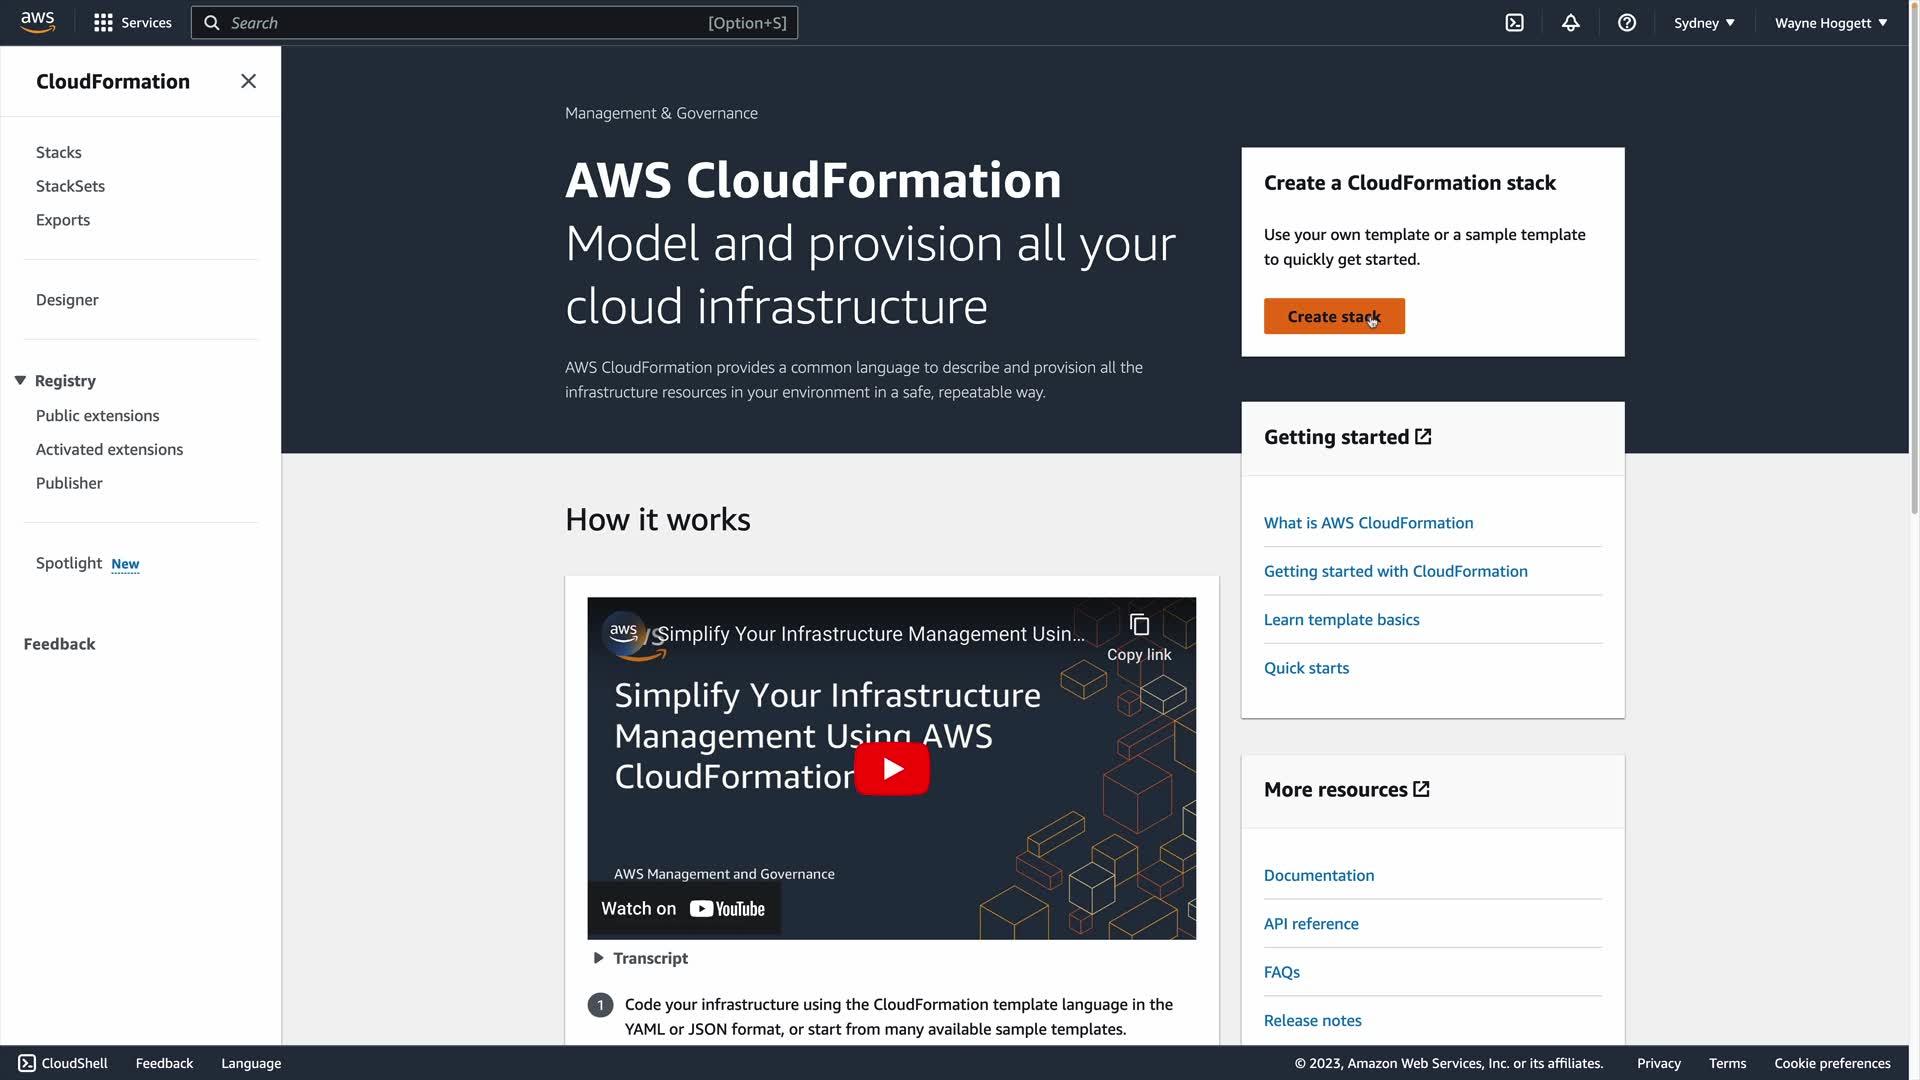 aws
Services
Search
[Option+S]
Sydney
Wayne Hoggett
CloudFormation
Stacks
StackSets
Exports
Designer
Registry
Public extensions
Activated extensions
Publisher
Spotlight New
Feedback
Management & Governance
AWS CloudFormation
Model and provision all your
cloud infrastructure
AWS CloudFormation provides a common language to describe and provision all the
infrastructure resources in your environment in a safe, repeatable way.
Create a CloudFormation stack
Use your own template or a sample template
to quickly get started.
Create stack
Getting started
What is AWS CloudFormation
Getting started with CloudFormation
Learn template basics
Quick starts
How it works
aws
Simplify Your Infrastructure Management Usin...
Copy link
Simplify Your Infrastructure
Management Using AWS
CloudFormation
AWS Management and Governance
Watch on YouTube
Transcript
1 Code your infrastructure using the CloudFormation template language in the
YAML or JSON format, or start from many available sample templates.
More resources
Documentation
API reference
FAQs
Release notes
CloudShell
Feedback
Language
© 2023, Amazon Web Services, Inc. or its affiliates.
Privacy
Terms
Cookie preferences